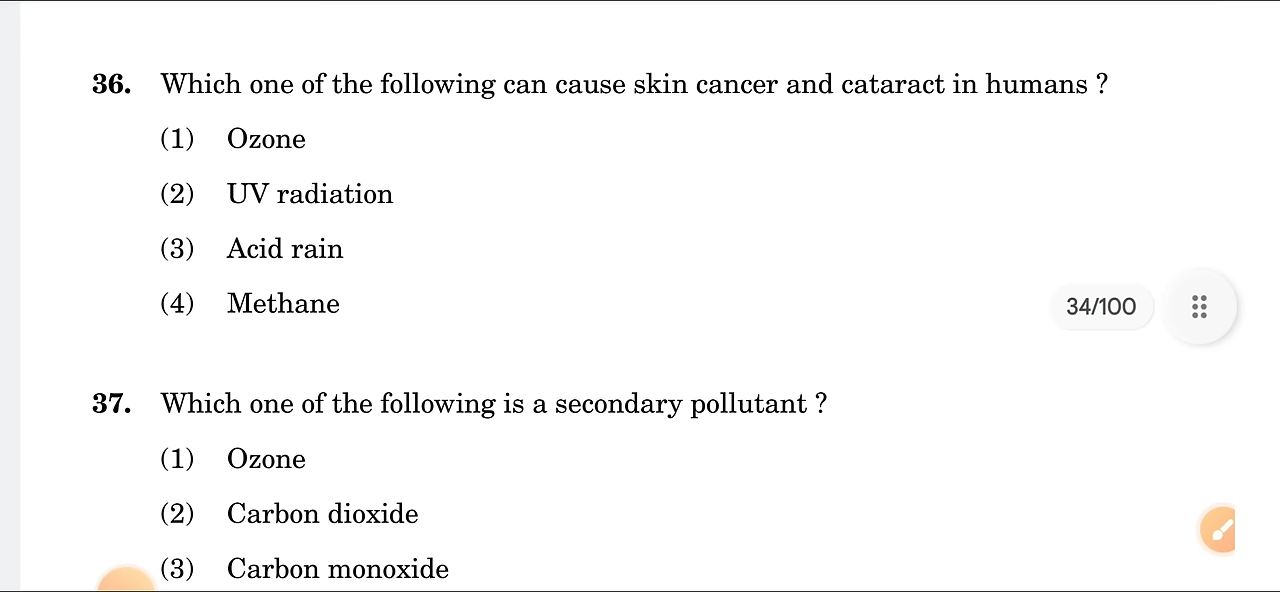 36. Which one of the following can cause skin cancer and cataract in humans ?
(1) Ozone
(2) UV radiation
(3) Acid rain
(4) Methane
34/100
37. Which one of the following is a secondary pollutant ?
(1) Ozone
(2) Carbon dioxide
(3) Carbon monoxide